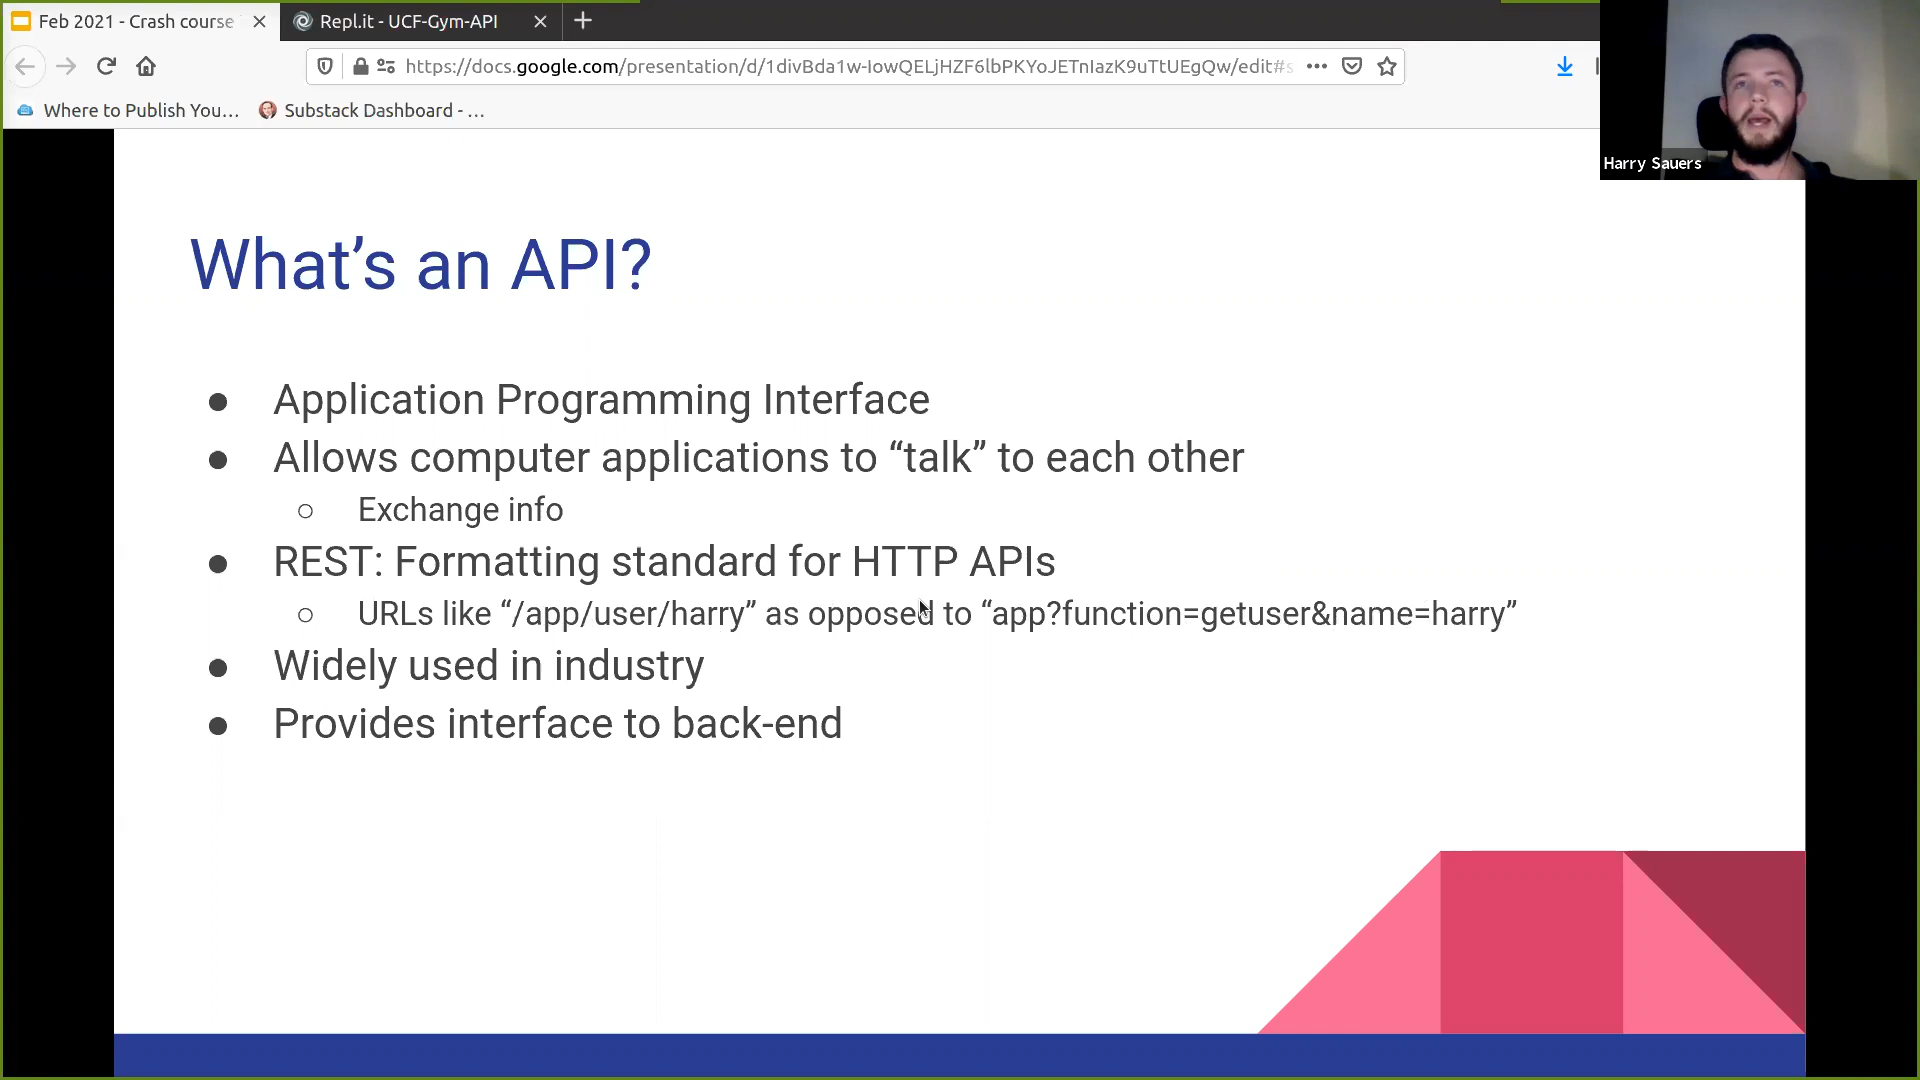 Feb 2021 - Crash course
Repl.it - UCF-Gym-API
https://docs.google.com/presentation/d/1divBda1w-IowQELjHZF6lbPKYoJETnIazK9uTtUEgQw/edit#s
Where to Publish You...
Substack Dashboard - ...
Harry Sauers
What’s an API?
● Application Programming Interface
● Allows computer applications to “talk” to each other
○ Exchange info
● REST: Formatting standard for HTTP APIs
○ URLs like “/app/user/harry” as opposed to “app?function=getuser&name=harry”
● Widely used in industry
● Provides interface to back-end